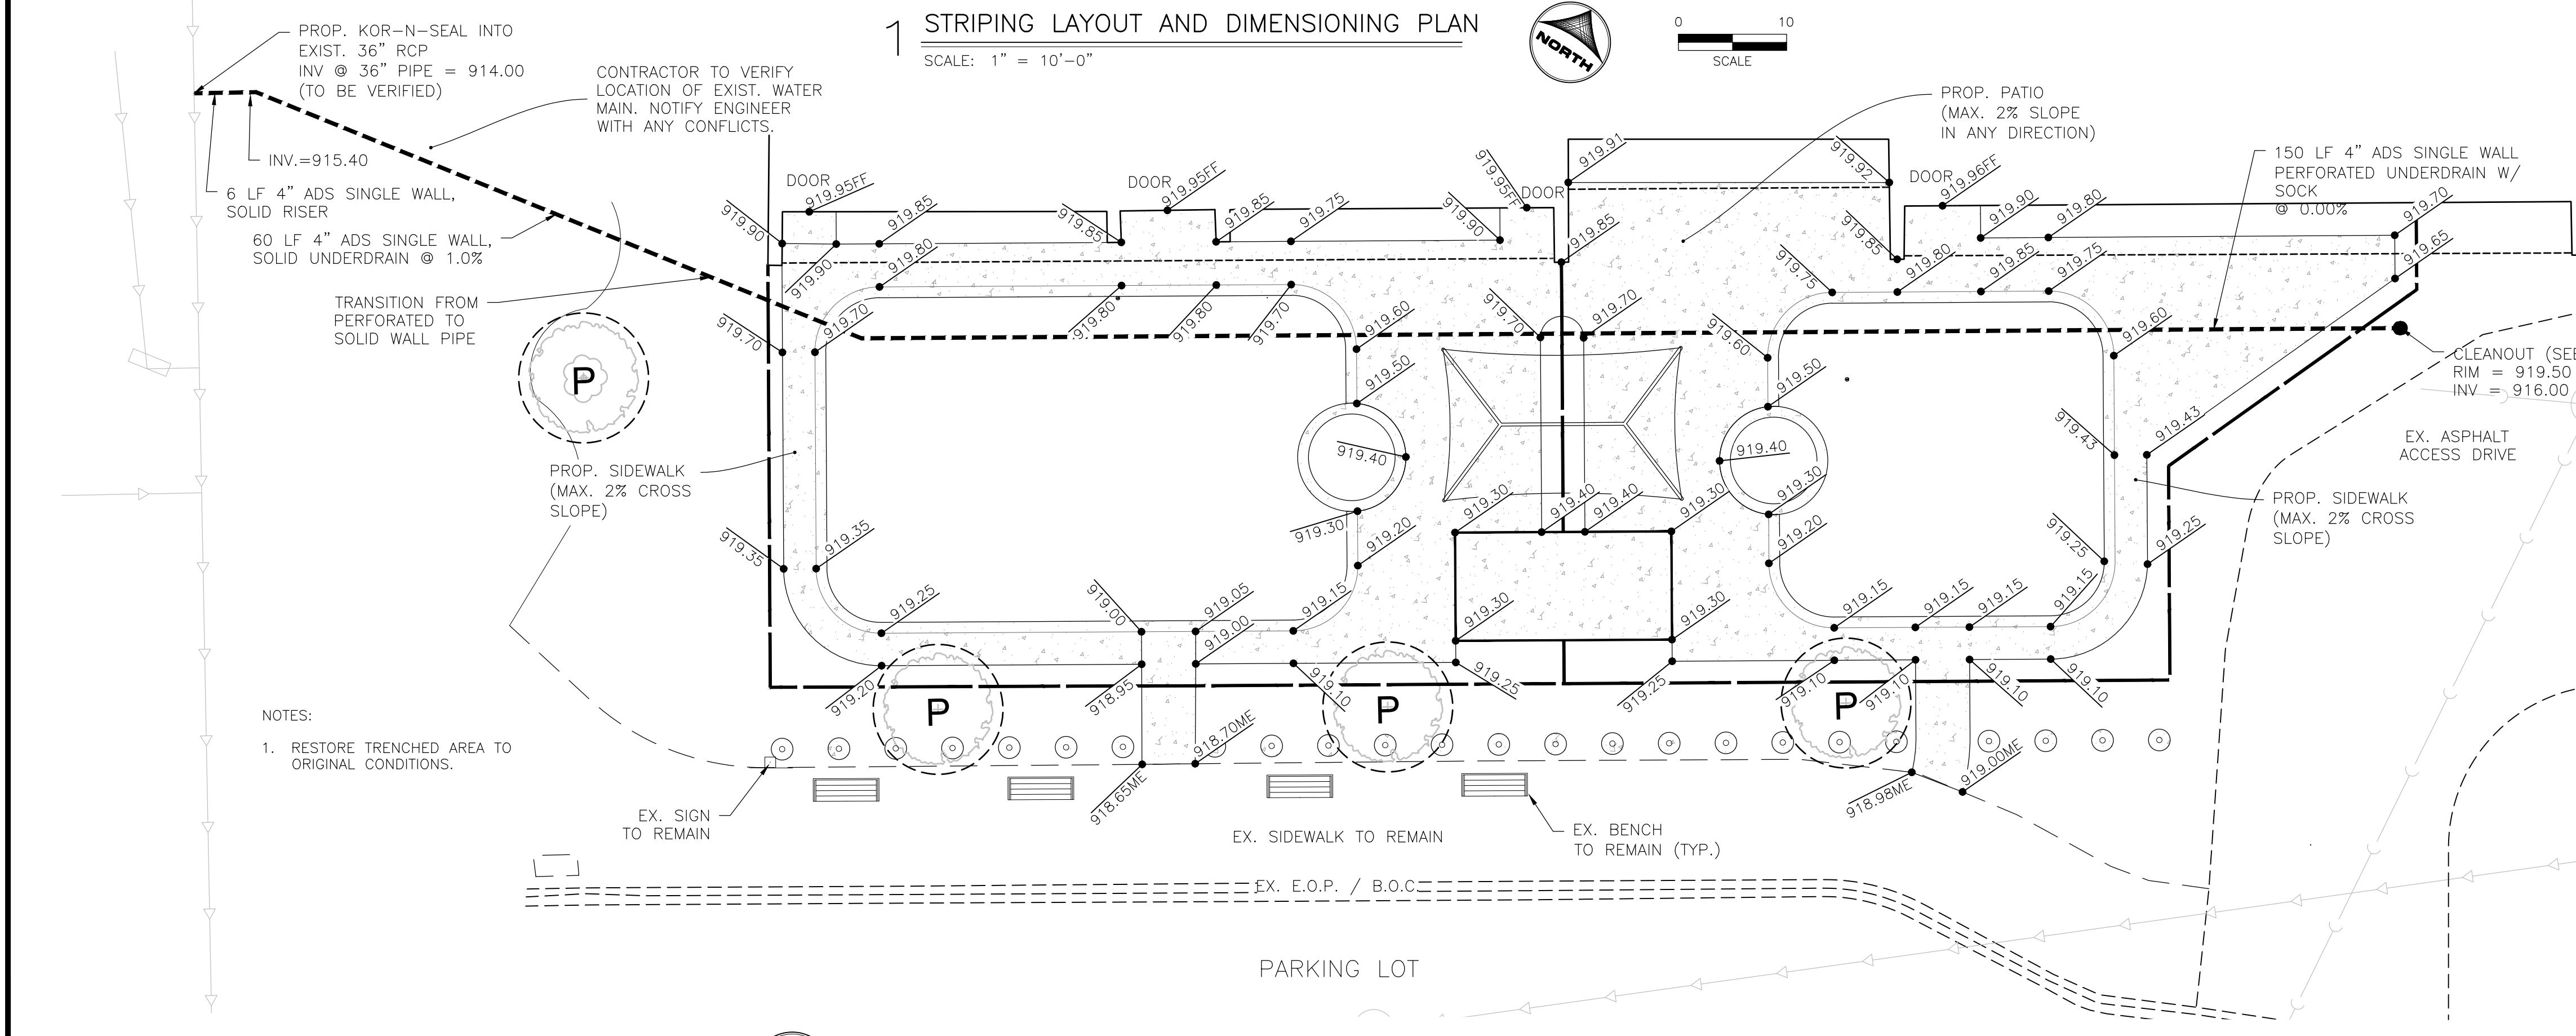 1 STRIPING LAYOUT AND DIMENSIONING PLAN
SCALE: 1" = 10'-0"
NORTH
0 10
SCALE
PROP. KOR-N-SEAL INTO
EXIST. 36" RCP
INV @ 36" PIPE = 914.00
(TO BE VERIFIED)
CONTRACTOR TO VERIFY
LOCATION OF EXIST. WATER
MAIN. NOTIFY ENGINEER
WITH ANY CONFLICTS.
INV.=915.40
6 LF 4" ADS SINGLE WALL,
SOLID RISER
60 LF 4" ADS SINGLE WALL,
SOLID UNDERDRAIN @ 1.0%
TRANSITION FROM
PERFORATED TO
SOLID WALL PIPE
PROP. PATIO
(MAX. 2% SLOPE
IN ANY DIRECTION)
150 LF 4" ADS SINGLE WALL
PERFORATED UNDERDRAIN W/
SOCK
@ 0.00%
DOOR
919.95FF
919.90
919.90
919.85
919.80
919.85
DOOR
919.95FF
919.85
919.75
919.90
919.95FF
DOOR
919.85
919.91
919.92
DOOR
919.96FF
919.85
919.90
919.80
919.70
919.65
919.80
919.85
919.75
919.75
919.70
919.70
919.80
919.80
919.70
919.60
919.50
919.70
919.70
919.60
919.50
919.60
CLEANOUT (SEE
RIM = 919.50
INV = 916.00
P
919.40
919.40
919.43
919.43
EX. ASPHALT
ACCESS DRIVE
PROP. SIDEWALK
(MAX. 2% CROSS
SLOPE)
PROP. SIDEWALK
(MAX. 2% CROSS
SLOPE)
919.35
919.35
919.30
919.20
919.30
919.40
919.40
919.30
919.30
919.20
919.25
919.25
919.25
919.00
919.05
919.00
919.15
919.30
919.30
919.15
919.15
919.15
919.15
919.20
918.95
919.10
919.25
919.25
919.10
919.10
919.10
919.10
P
P
P
NOTES:
1. RESTORE TRENCHED AREA TO
ORIGINAL CONDITIONS.
918.65ME
918.70ME
918.98ME
919.00ME
EX. SIGN
TO REMAIN
EX. SIDEWALK TO REMAIN
EX. BENCH
TO REMAIN (TYP.)
EX. E.O.P. / B.O.C.
PARKING LOT